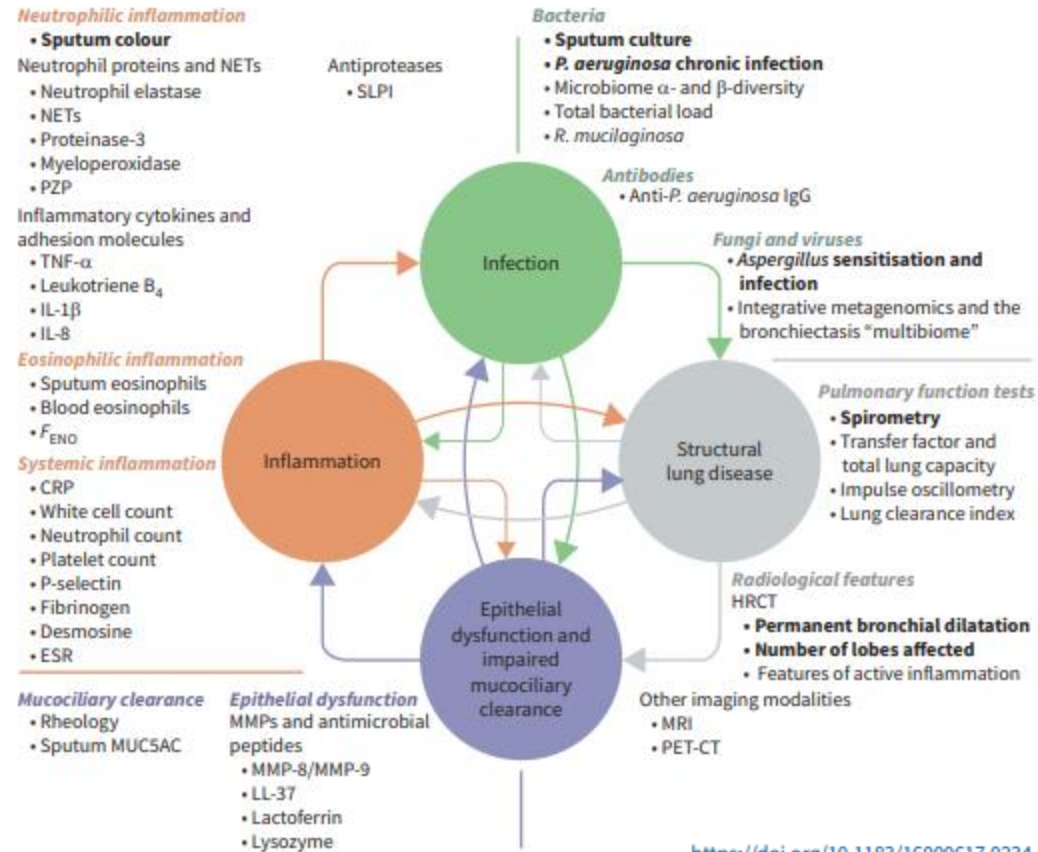 Neutrophilic inflammation
• Sputum colour
Neutrophil proteins and NETs
• Neutrophil elastase
• NETs
• Proteinase-3
• Myeloperoxidase
• PZP
Inflammatory cytokines and
adhesion molecules
• TNF-α
• Leukotriene B4
• IL-1β
• IL-8
Eosinophilic inflammation
• Sputum eosinophils
• Blood eosinophils
• FENO
Systemic inflammation
• CRP
• White cell count
• Neutrophil count
• Platelet count
• P-selectin
• Fibrinogen
• Desmosine
• ESR
Antiproteases
• SLPI
Bacteria
• Sputum culture
• P. aeruginosa chronic infection
• Microbiome α- and β-diversity
• Total bacterial load
• R. mucilaginosa
Antibodies
• Anti-P. aeruginosa IgG
Fungi and viruses
• Aspergillus sensitisation and
infection
• Integrative metagenomics and the
bronchiectasis “multibiome”
Infection
Inflammation
Structural
lung disease
Epithelial
dysfunction and
impaired
mucociliary
clearance
Pulmonary function tests
• Spirometry
• Transfer factor and
total lung capacity
• Impulse oscillometry
• Lung clearance index
Radiological features
HRCT
• Permanent bronchial dilatation
• Number of lobes affected
• Features of active inflammation
Other imaging modalities
• MRI
• PET-CT
Mucociliary clearance
• Rheology
• Sputum MUC5AC
Epithelial dysfunction
MMPs and antimicrobial
peptides
• MMP-8/MMP-9
• LL-37
• Lactoferrin
• Lysozyme